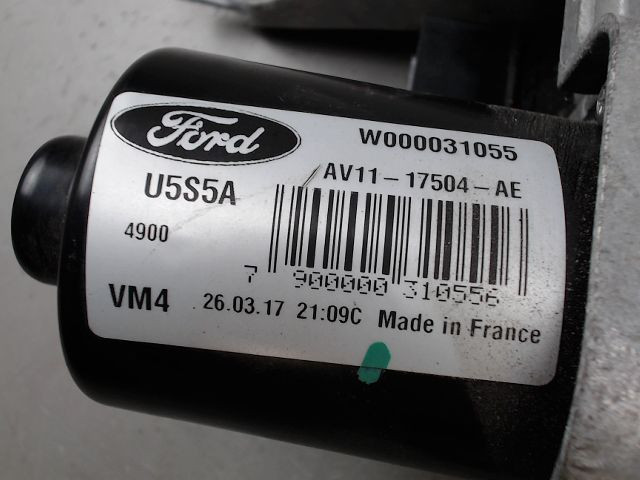 Ford
W000031055
U5S5A
AV11-17504-AE
4900
7 900000 310556
VM4 26.03.17 21:09C Made in France